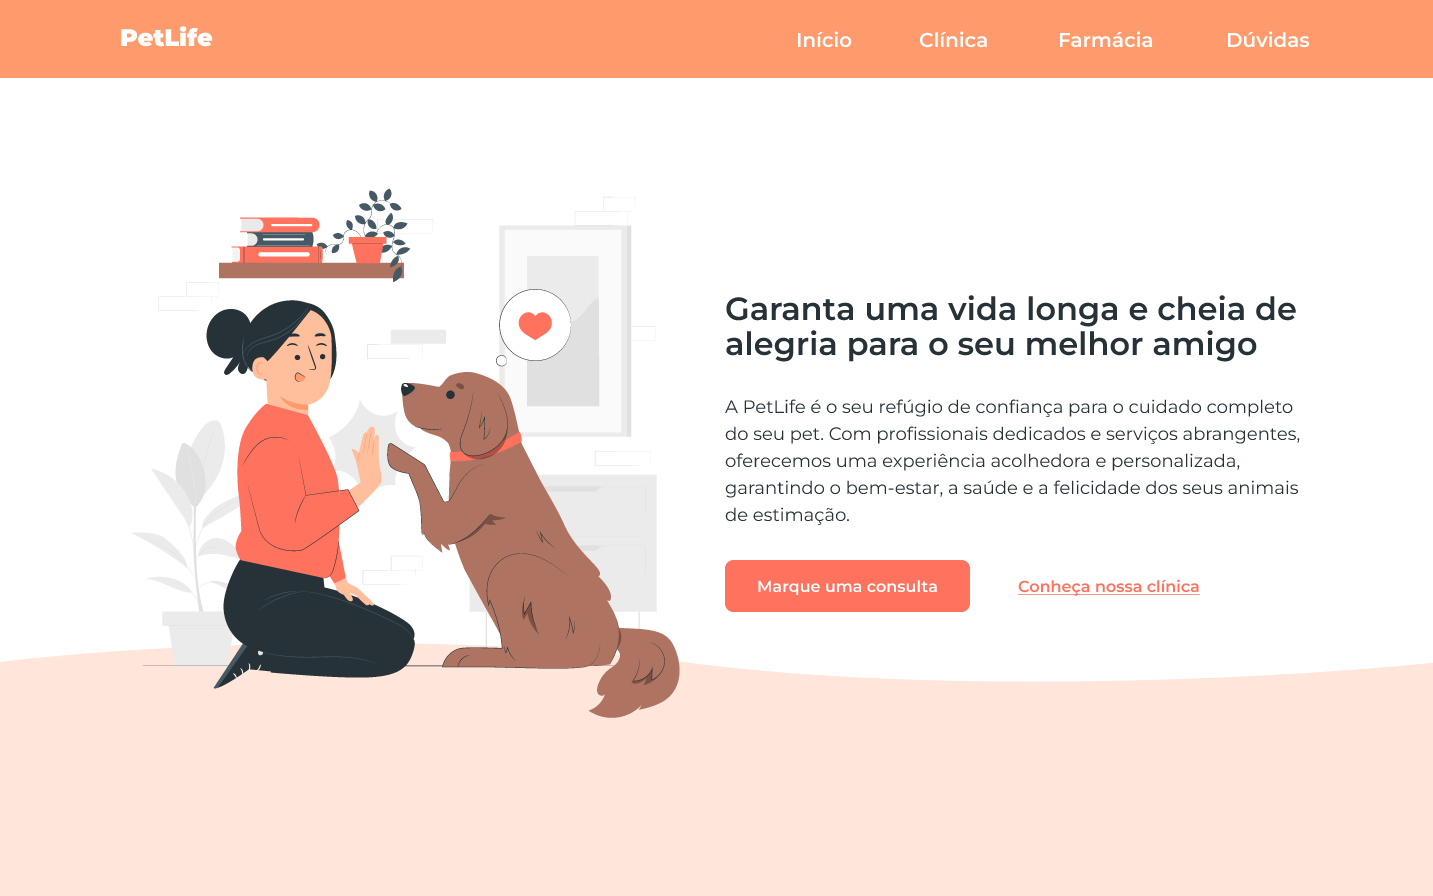 PetLife
Início
Clínica
Farmácia
Dúvidas
Garanta uma vida longa e cheia de
alegria para o seu melhor amigo
A PetLife é o seu refúgio de confiança para o cuidado completo
do seu pet. Com profissionais dedicados e serviços abrangentes,
oferecemos uma experiência acolhedora e personalizada,
garantindo o bem-estar, a saúde e a felicidade dos seus animais
de estimação.
Marque uma consulta
Conheça nossa clínica